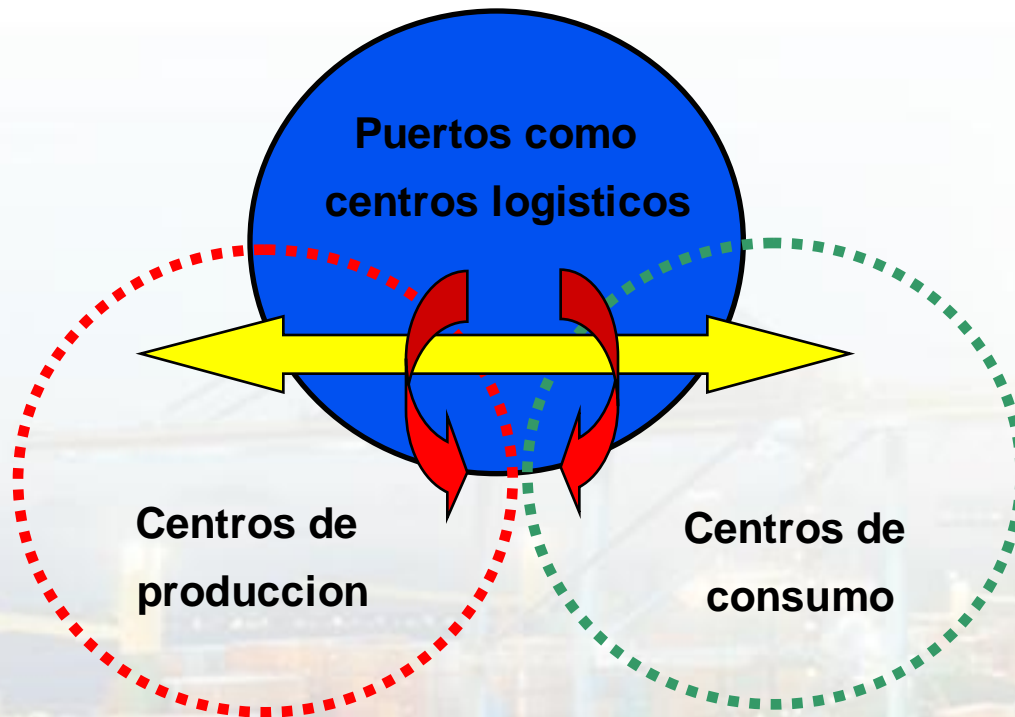 Puertos como
centros logisticos
Centros de
produccion
Centros de
consumo